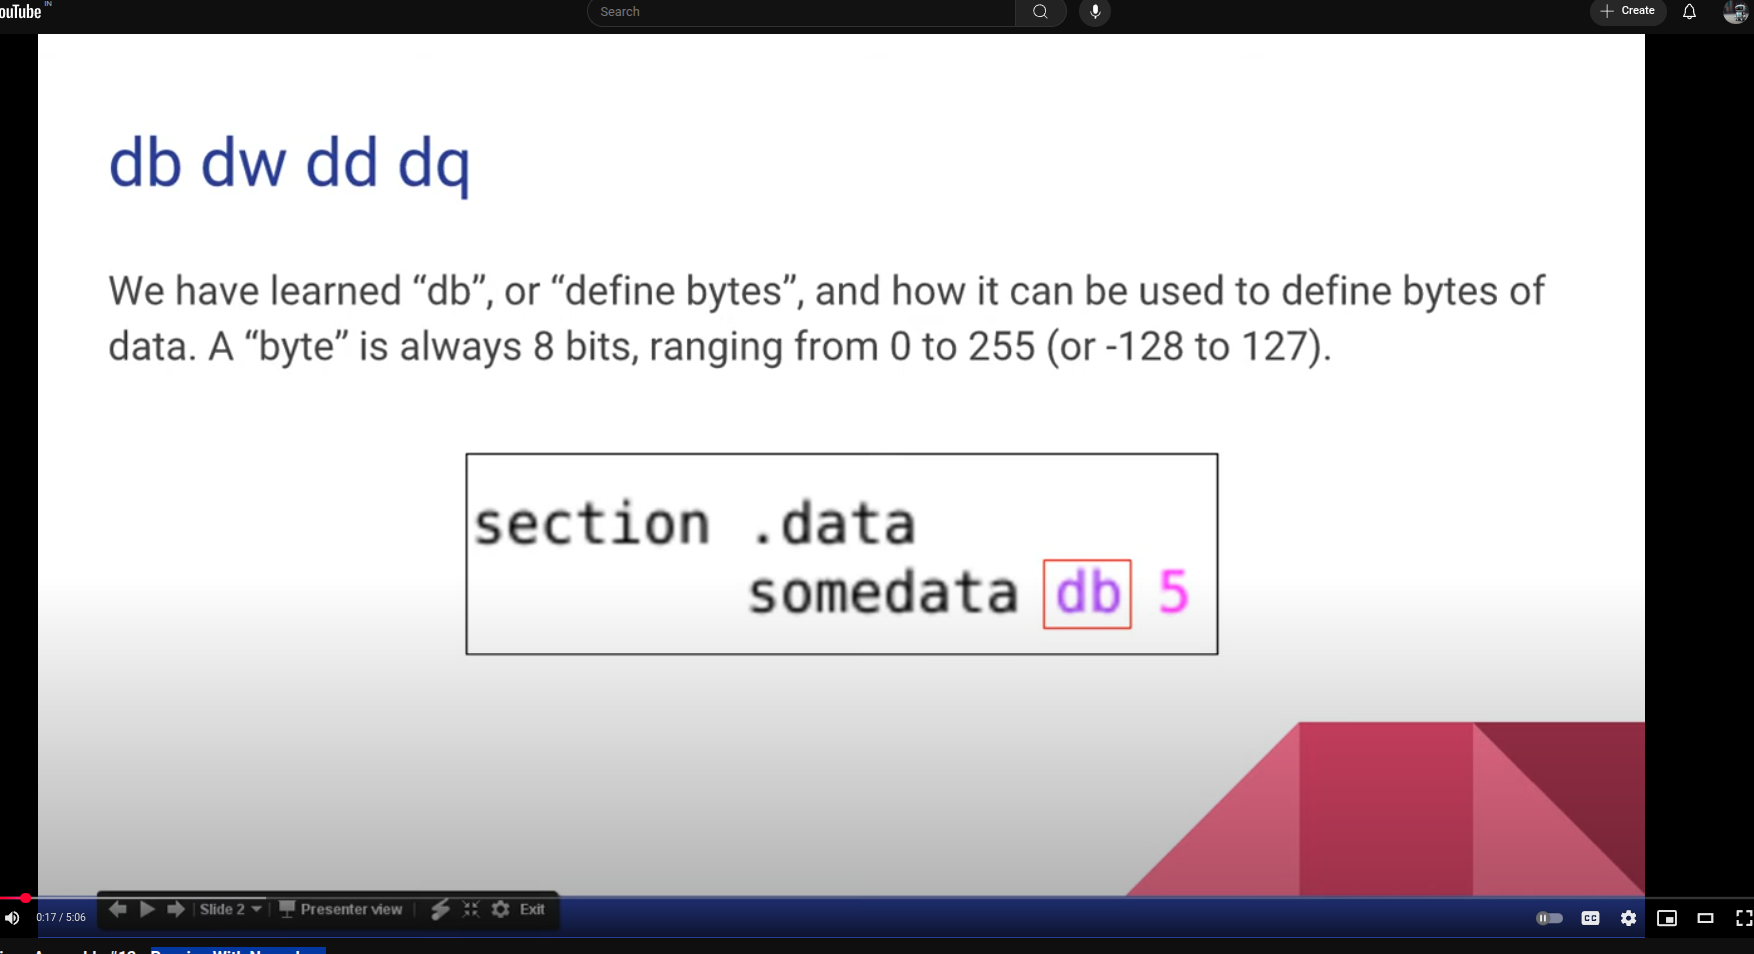 ouTube IN
Search
Create
db dw dd dq
We have learned “db”, or “define bytes”, and how it can be used to define bytes of
data. A “byte” is always 8 bits, ranging from 0 to 255 (or -128 to 127).
section .data
somedata db 5
Slide 2
Presenter view
Exit
0:17 / 5:06
CC